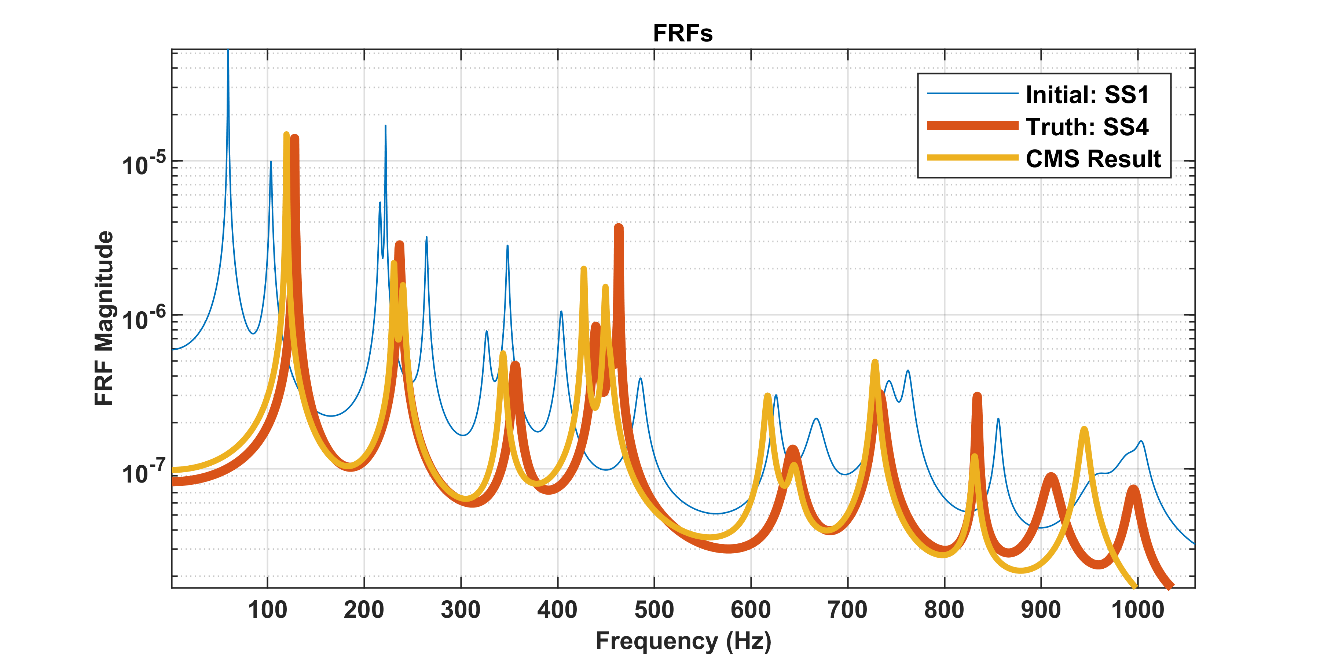 FRFs
Initial: SS1
Truth: SS4
CMS Result
FRF Magnitude
10-5
10-6
10-7
100 200 300 400 500 600 700 800 900 1000
Frequency (Hz)